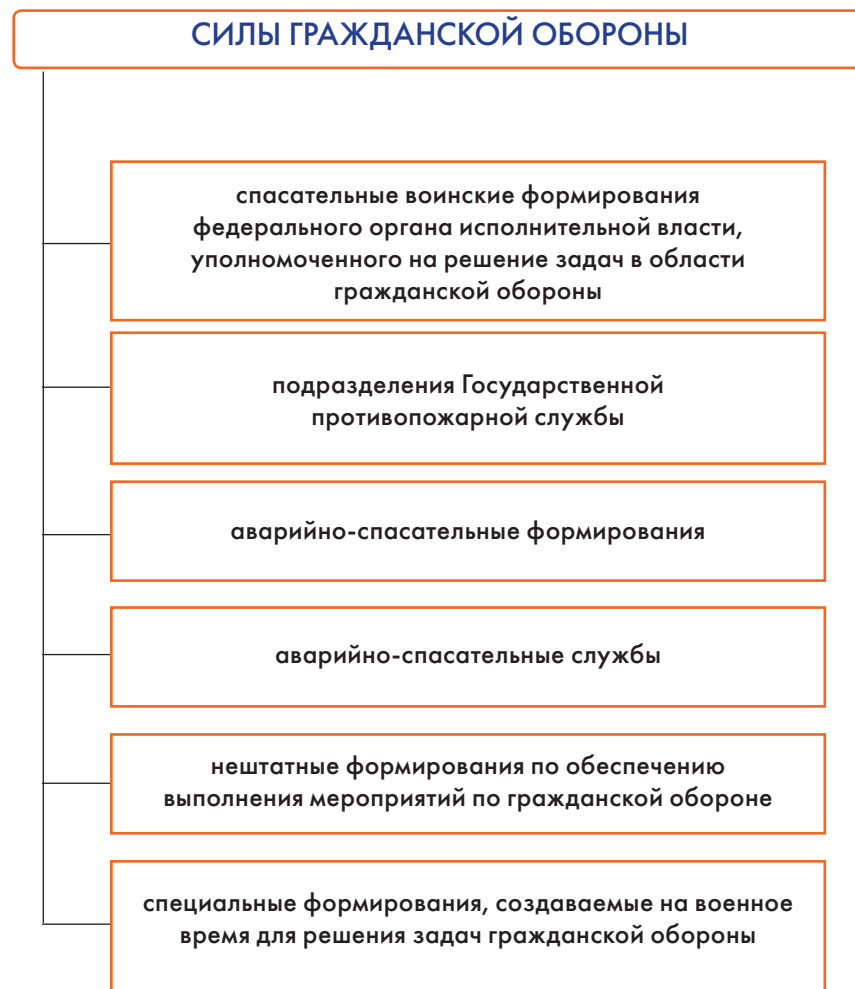 СИЛЫ ГРАЖДАНСКОЙ ОБОРОНЫ
спасательные воинские формирования
федерального органа исполнительной власти,
уполномоченного на решение задач в области
гражданской обороны
подразделения Государственной
противопожарной службы
аварийно-спасательные формирования
аварийно-спасательные службы
нештатные формирования по обеспечению
выполнения мероприятий по гражданской обороне
специальные формирования, создаваемые на военное
время для решения задач гражданской обороны